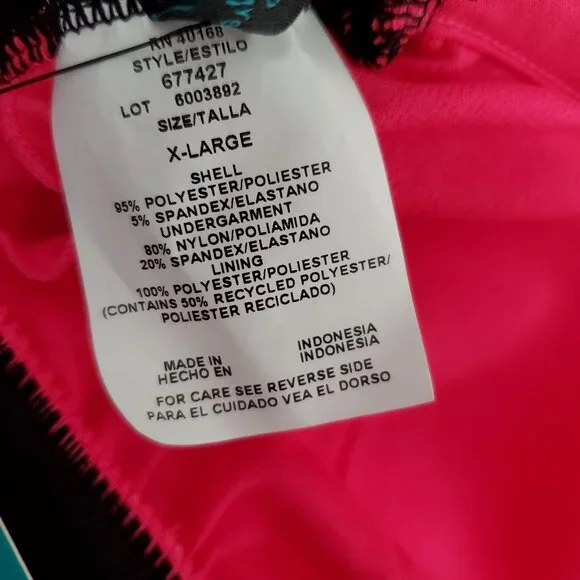 RN 40168
STYLE/ESTILO
677427
LOT 6003892
SIZE/TALLA
X-LARGE
SHELL
95% POLYESTER/POLIESTER
5% SPANDEX/ELASTANO
UNDERGARMENT
80% NYLON/POLIAMIDA
20% SPANDEX/ELASTANO
LINING
100% POLYESTER/POLIESTER
(CONTAINS 50% RECYCLED POLYESTER/
POLIESTER RECICLADO)
MADE IN INDONESIA
HECHO EN INDONESIA
FOR CARE SEE REVERSE SIDE
PARA EL CUIDADO VEA EL DORSO